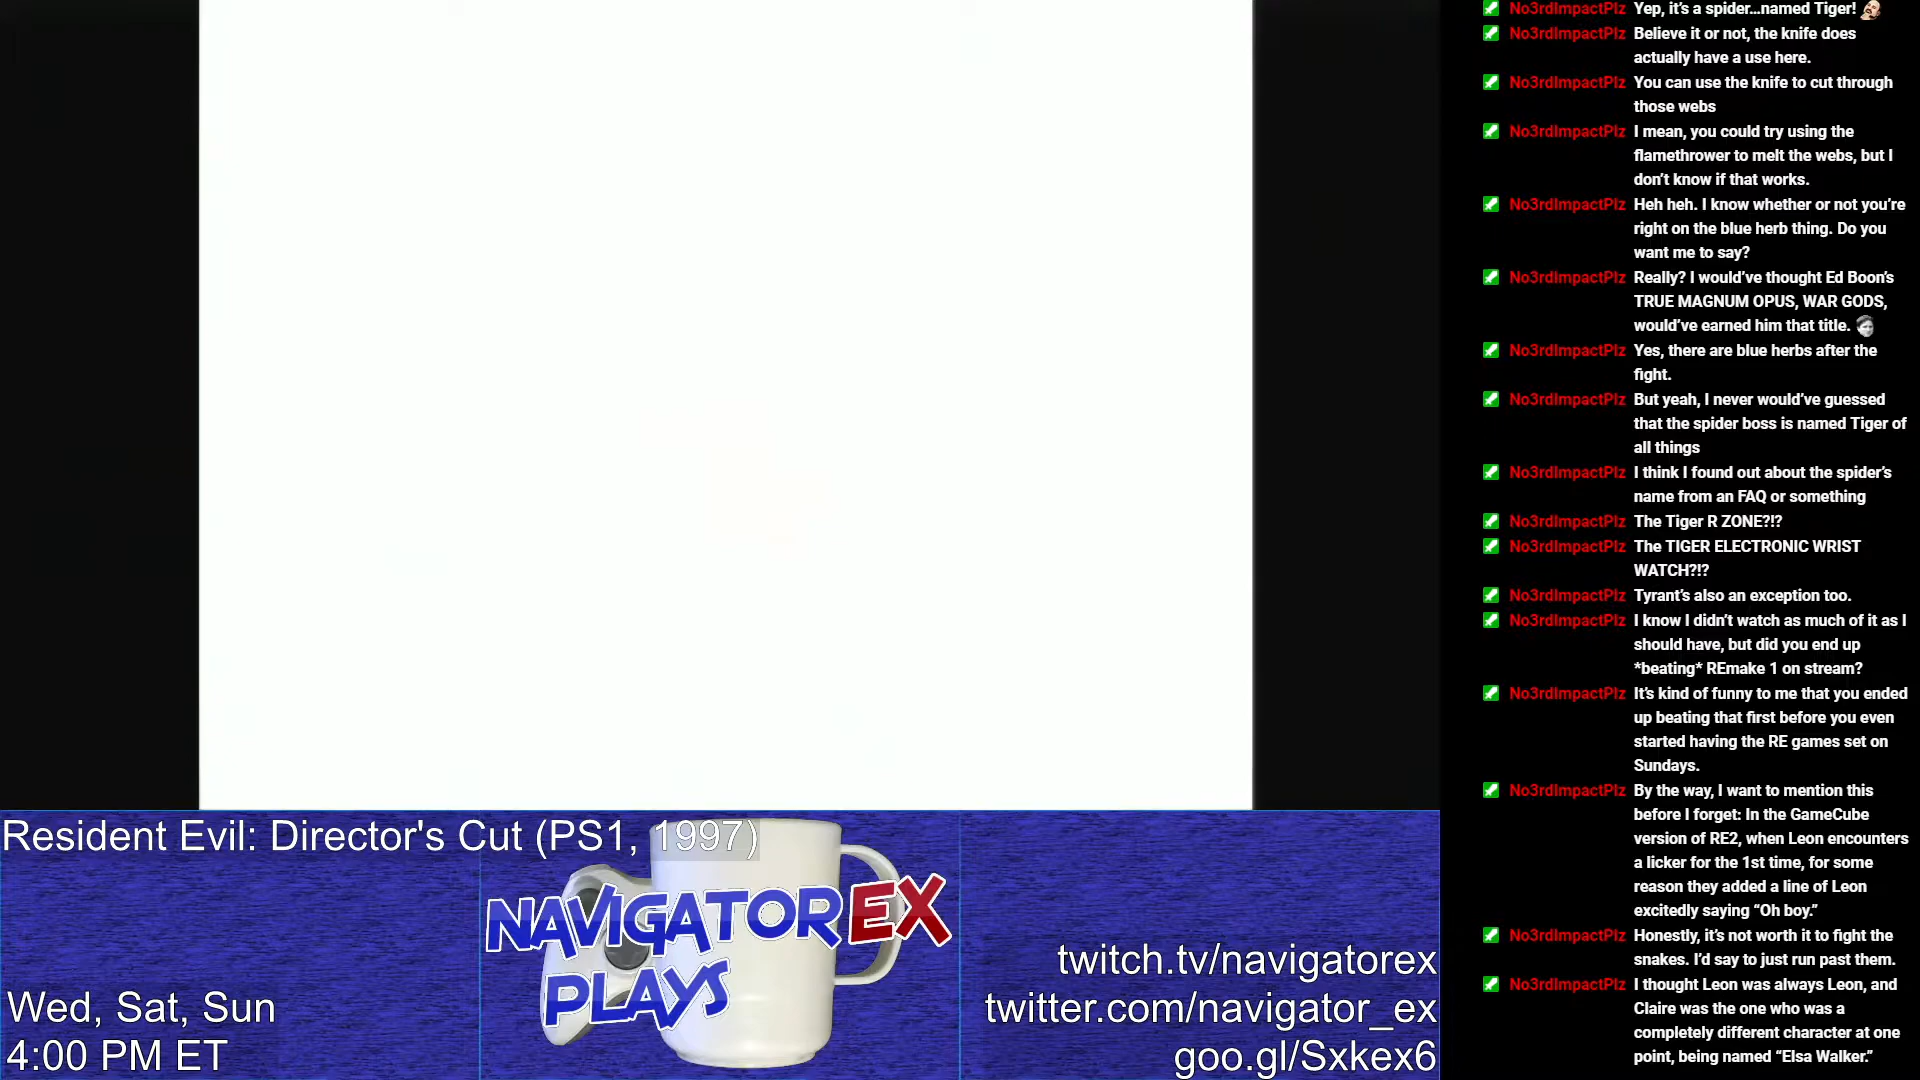 No3rdImpactPlz Yep, it's a spider...named Tiger!
No3rdImpactPlz Believe it or not, the knife does
actually have a use here.
No3rdImpactPlz You can use the knife to cut through
those webs
No3rdImpactPlz I mean, you could try using the
flamethrower to melt the webs, but I
don't know if that works.
No3rdImpactPlz Heh heh. I know whether or not you're
right on the blue herb thing. Do you
want me to say?
No3rdImpactPlz Really? I would've thought Ed Boon's
TRUE MAGNUM OPUS, WAR GODS,
would've earned him that title.
No3rdImpactPlz Yes, there are blue herbs after the
fight.
No3rdImpactPlz But yeah, I never would've guessed
that the spider boss is named Tiger of
all things
No3rdImpactPlz I think I found out about the spider's
name from an FAQ or something
No3rdImpactPlz The Tiger R ZONE?!?
No3rdImpactPlz The TIGER ELECTRONIC WRIST
WATCH?!?
No3rdImpactPlz Tyrant's also an exception too.
No3rdImpactPlz I know I didn't watch as much of it as I
should have, but did you end up
*beating* REmake 1 on stream?
No3rdImpactPlz It's kind of funny to me that you ended
up beating that first before you even
started having the RE games set on
Sundays.
No3rdImpactPlz By the way, I want to mention this
before I forget: In the GameCube
version of RE2, when Leon encounters
a licker for the 1st time, for some
reason they added a line of Leon
excitedly saying “Oh boy.”
No3rdImpactPlz Honestly, it's not worth it to fight the
snakes. I'd say to just run past them.
No3rdImpactPlz I thought Leon was always Leon, and
Claire was the one who was a
completely different character at one
point, being named “Elsa Walker.”
Resident Evil: Director's Cut (PS1, 1997)
NAVIGATOREX
PLAYS
Wed, Sat, Sun
4:00 PM ET
twitch.tv/navigatorex
twitter.com/navigator_ex
goo.gl/Sxkex6